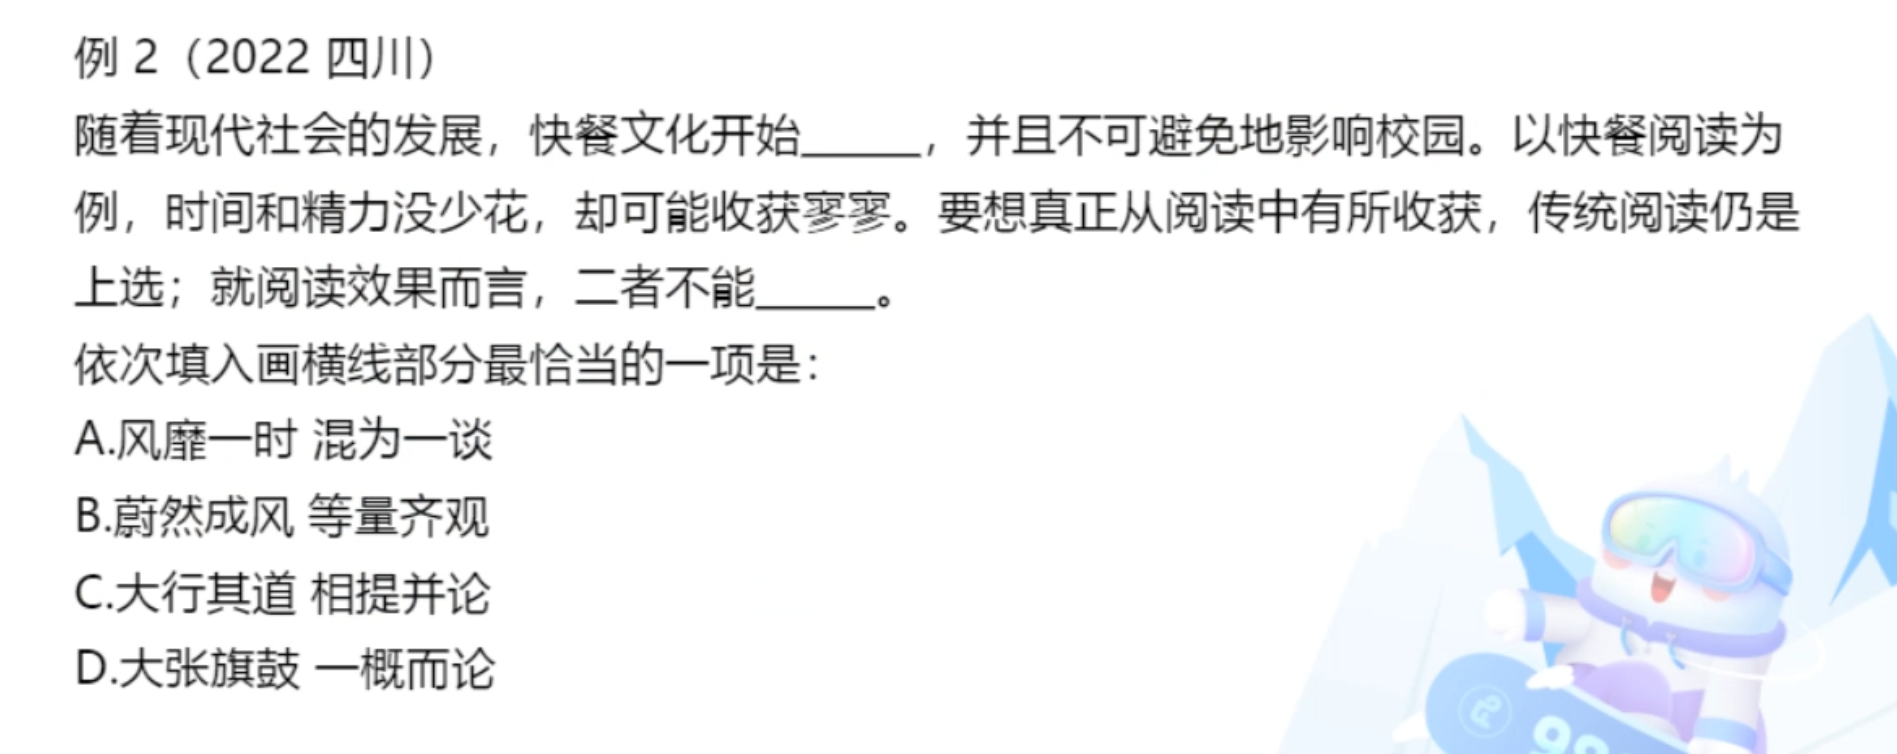 例 2（2022 四川）
随着现代社会的发展，快餐文化开始_____，并且不可避免地影响校园。以快餐阅读为
例，时间和精力没少花，却可能收获寥寥。要想真正从阅读中有所收获，传统阅读仍是
上选；就阅读效果而言，二者不能_____。
依次填入画横线部分最恰当的一项是：
A.风靡一时 混为一谈
B.蔚然成风 等量齐观
C.大行其道 相提并论
D.大张旗鼓 一概而论